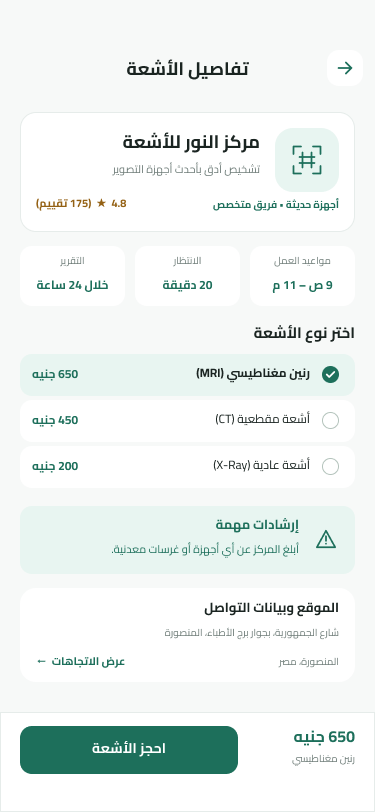 تفاصيل الأشعة
مركز النور للأشعة
تشخيص أدق بأحدث أجهزة التصوير
أجهزة حديثة • فريق متخصص
4.8 ★ (175 تقييم)
مواعيد العمل
9 ص – 11 م
الانتظار
20 دقيقة
التقرير
خلال 24 ساعة
اختر نوع الأشعة
رنين مغناطيسي (MRI)
650 جنيه
أشعة مقطعية (CT)
450 جنيه
أشعة عادية (X-Ray)
200 جنيه
إرشادات مهمة
أبلغ المركز عن أي أجهزة أو غرسات معدنية.
الموقع وبيانات التواصل
شارع الجمهورية، بجوار برج الأطباء، المنصورة
المنصورة، مصر
عرض الاتجاهات ←
650 جنيه
رنين مغناطيسي
احجز الأشعة